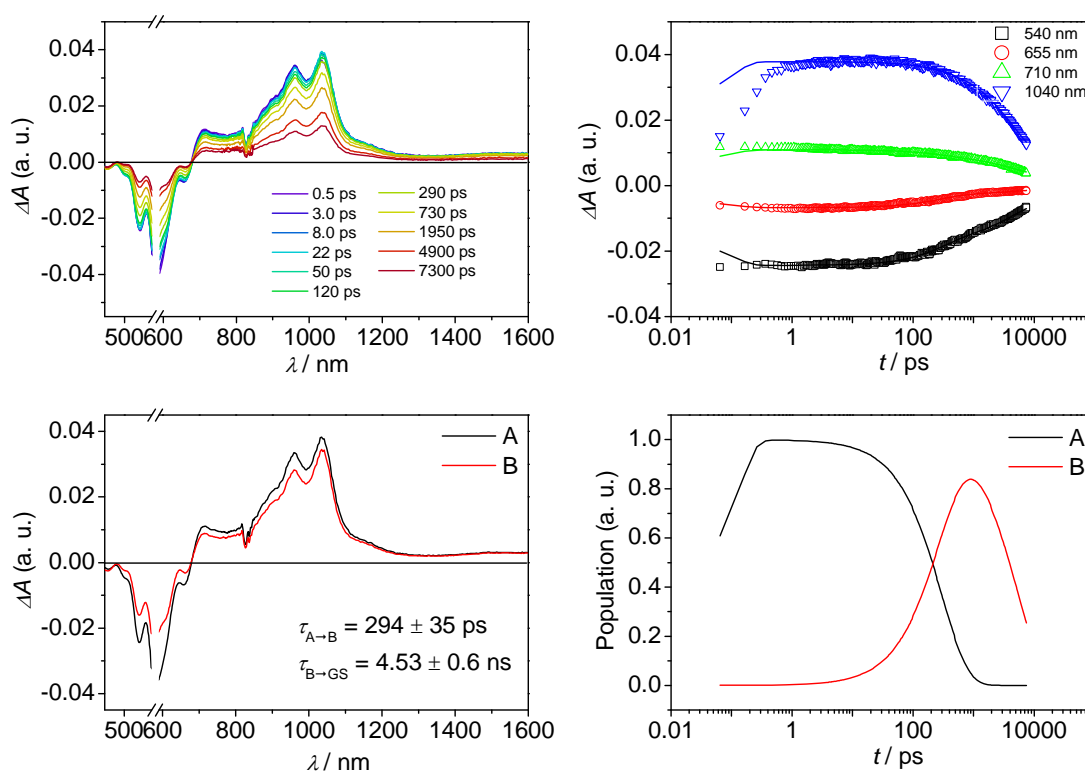 0.04
0.02
0.00
-0.02
-0.04
ΔA (a. u.)
0.5 ps
3.0 ps
8.0 ps
22 ps
50 ps
120 ps
290 ps
730 ps
1950 ps
4900 ps
7300 ps
500 600 800 1000 1200 1400 1600
λ / nm
0.04
0.02
0.00
-0.02
-0.04
ΔA (a. u.)
540 nm
655 nm
710 nm
1040 nm
0.01 1 100 10000
t / ps
0.04
0.02
0.00
-0.02
-0.04
ΔA (a. u.)
A
B
τA→B = 294 ± 35 ps
τB→GS = 4.53 ± 0.6 ns
500 600 800 1000 1200 1400 1600
λ / nm
1.0
0.8
0.6
0.4
0.2
0.0
Population (a. u.)
A
B
0.01 1 100 10000
t / ps